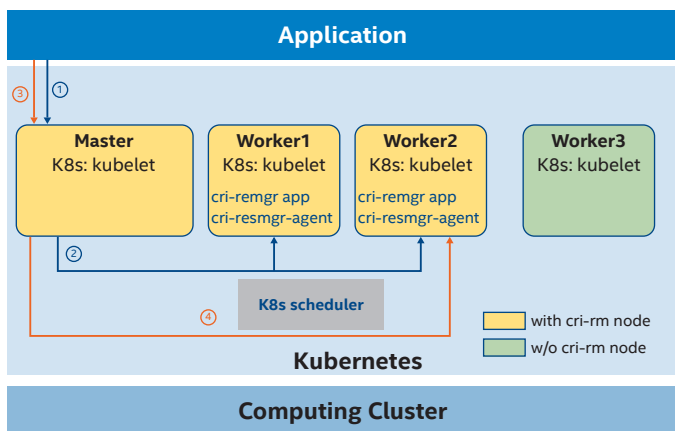 Application
③ ①
Master
K8s: kubelet
Worker1
K8s: kubelet
cri-remgr app
cri-resmgr-agent
Worker2
K8s: kubelet
cri-remgr app
cri-resmgr-agent
Worker3
K8s: kubelet
②
K8s scheduler
④
with cri-rm node
w/o cri-rm node
Kubernetes
Computing Cluster